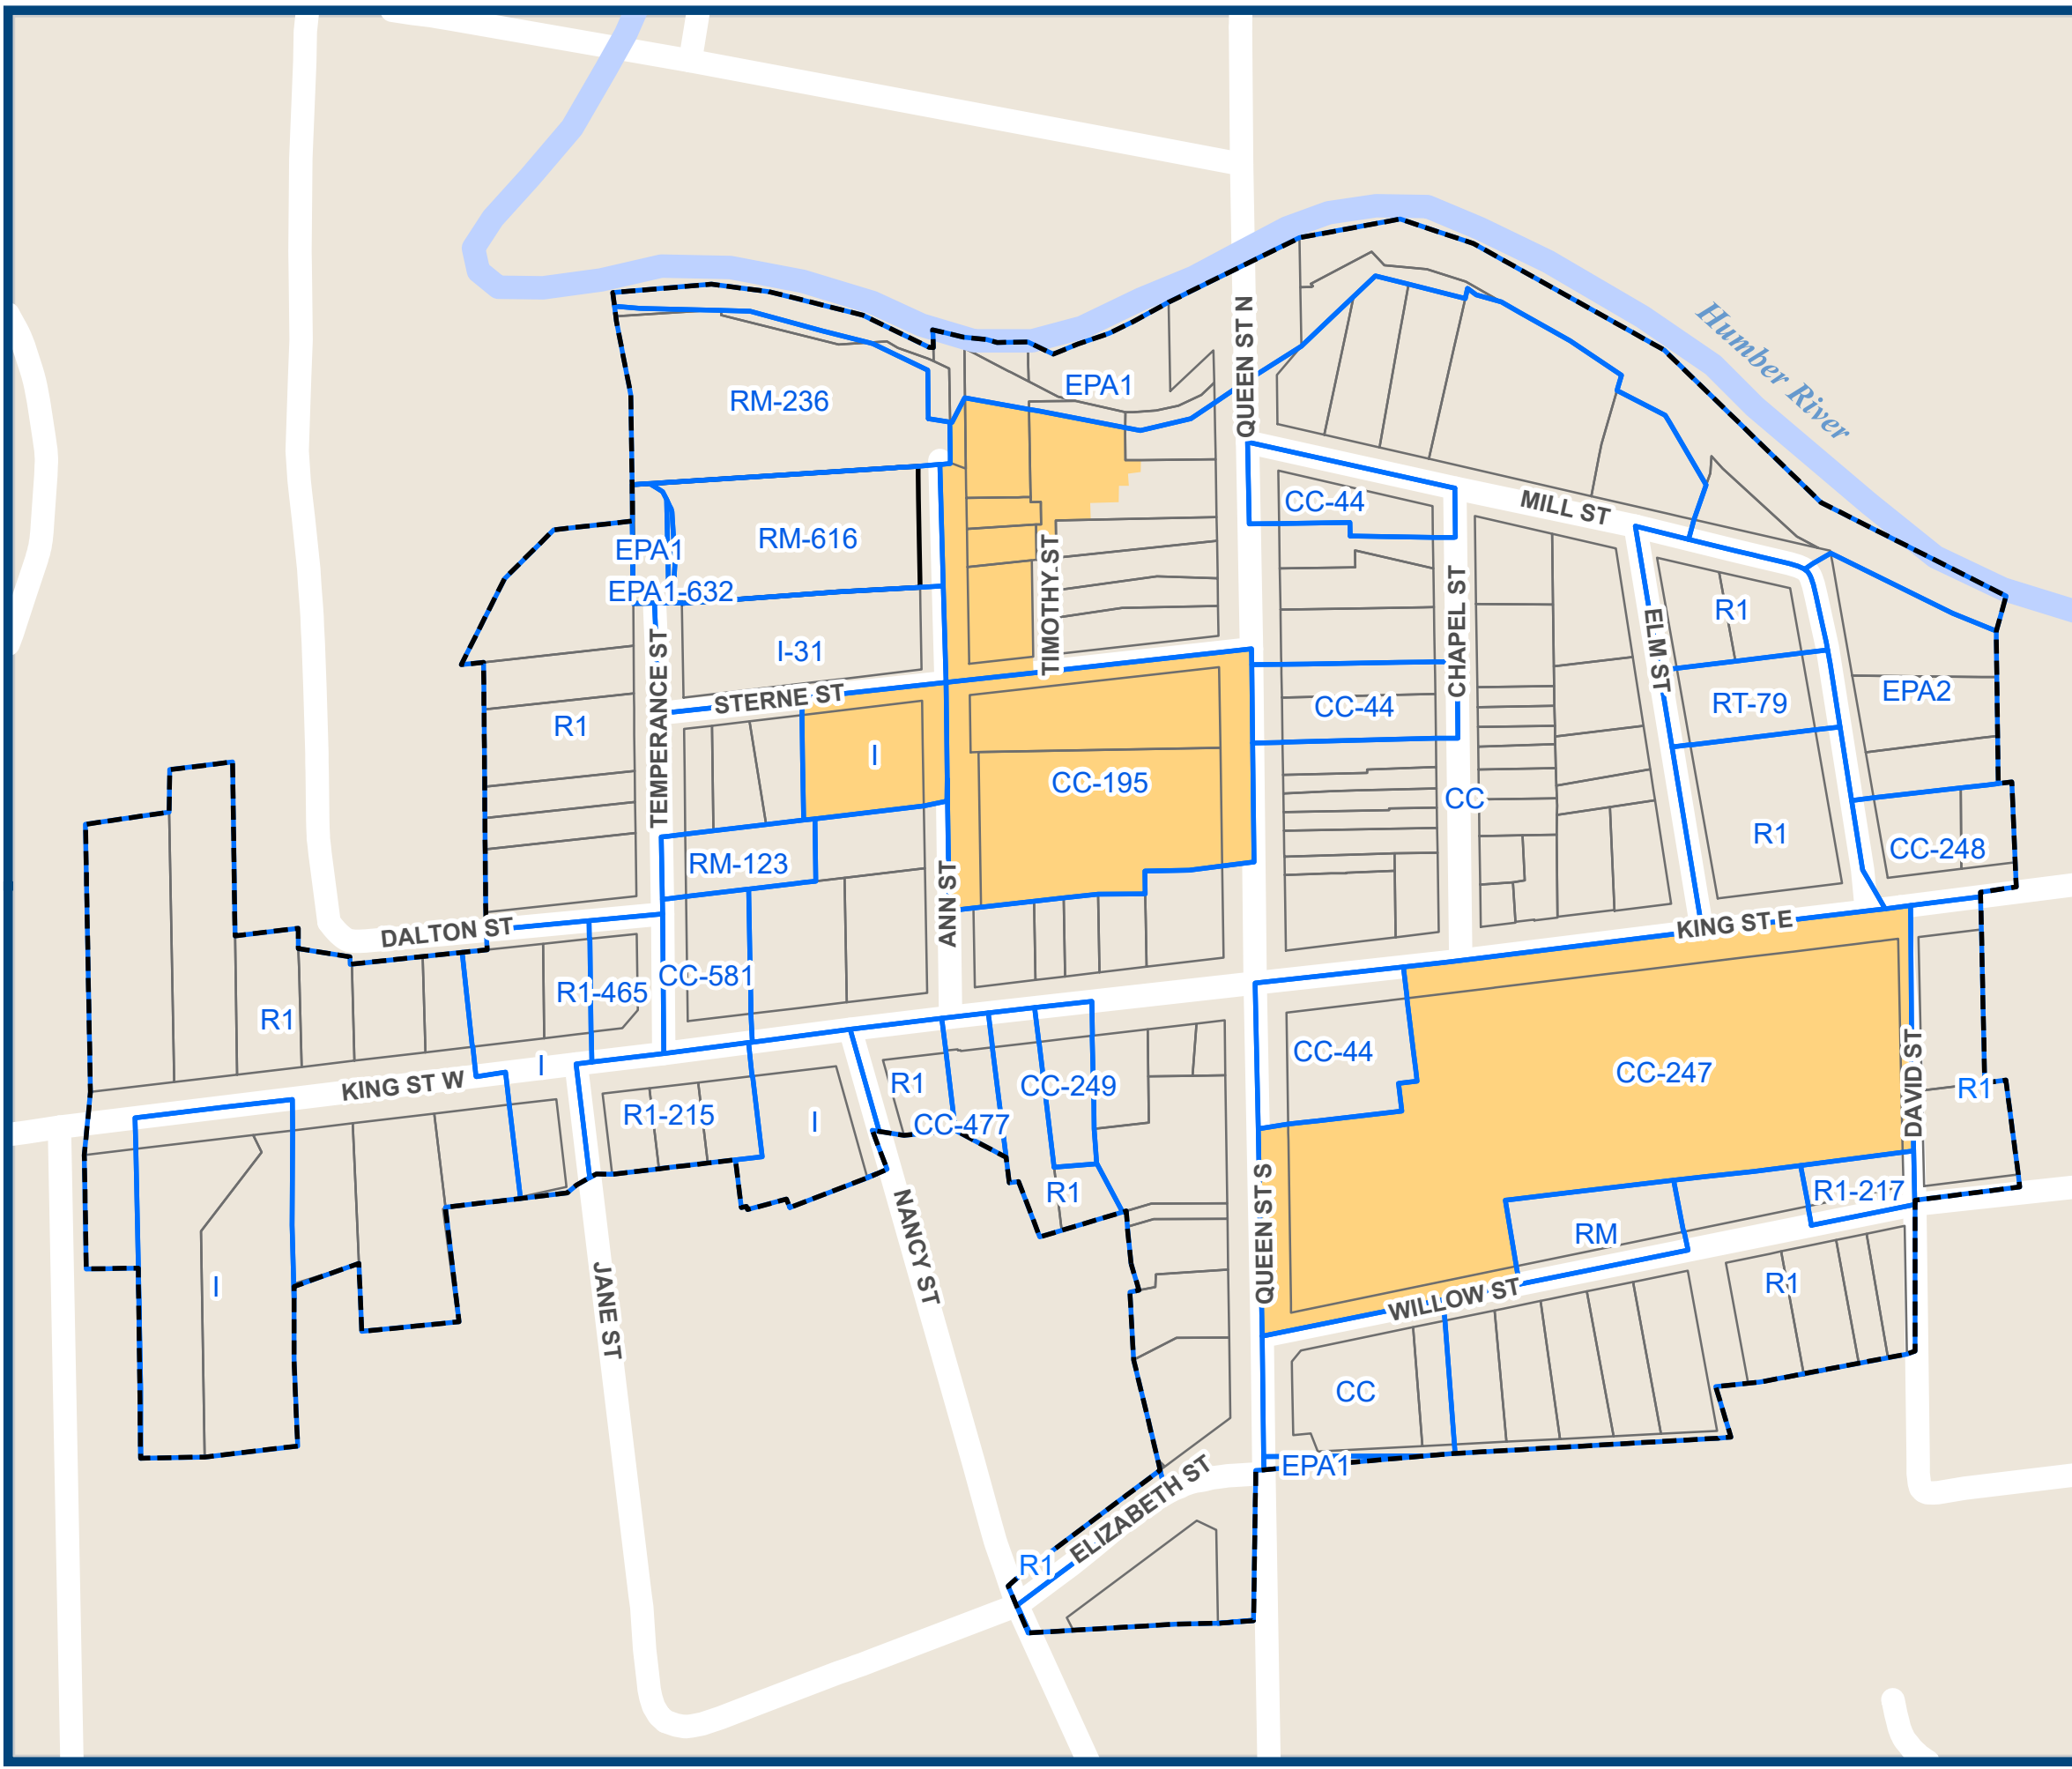 QUEEN ST N
Humber River
EPA1
RM-236
CC-44
MILL ST
RM-616
EPA1
EPA1-632
TIMOTHY ST
CHAPEL ST
ELM ST
R1
I-31
TEMPERANCE ST
STERNE ST
R1
CC-44
RT-79
EPA2
I
CC-195
CC
R1
CC-248
RM-123
ANN ST
DALTON ST
KING ST E
R1
R1-465
CC-581
I
KING ST W
CC-44
CC-247
DAVID ST
R1
R1-215
I
R1
CC-249
CC-477
R1
QUEEN ST S
R1-217
RM
NANCY ST
JANE ST
I
WILLOW ST
R1
CC
EPA1
ELIZABETH ST
R1